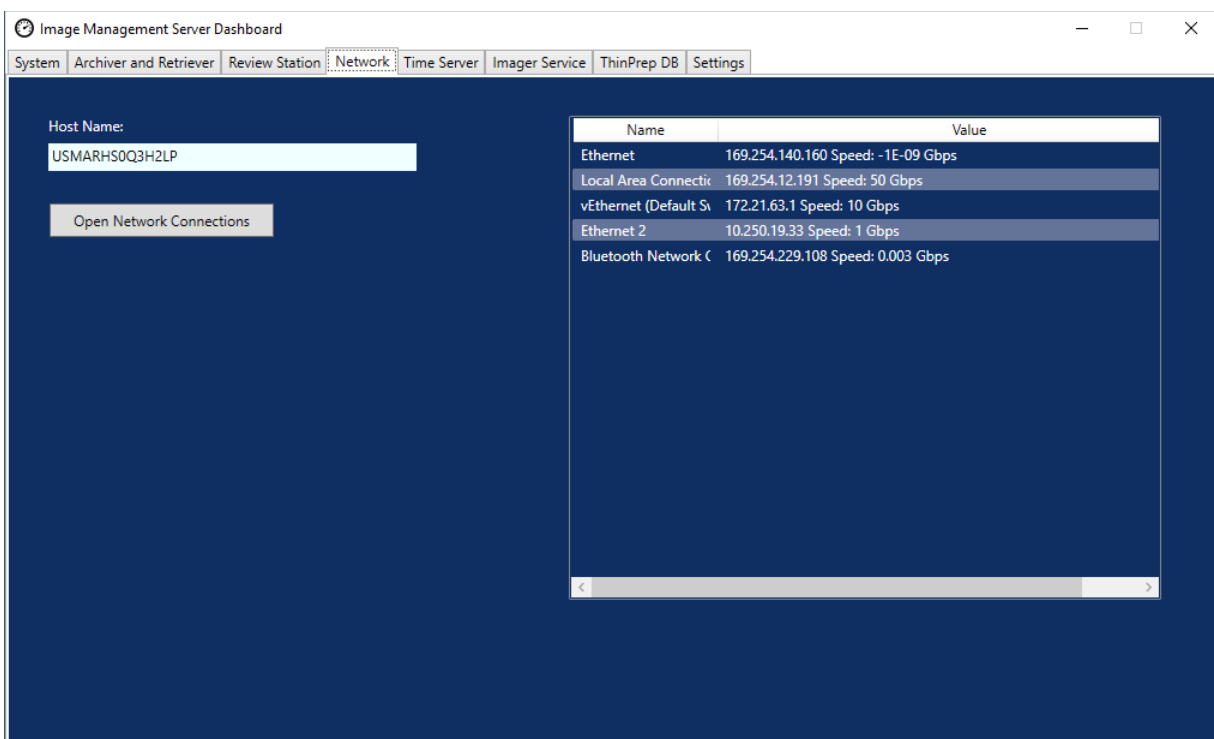 Image Management Server Dashboard
System Archiver and Retriever Review Station Network Time Server Imager Service ThinPrep DB Settings
Host Name:
USMARHS0Q3H2LP
Open Network Connections
Name Value
Ethernet 169.254.140.160 Speed: -1E-09 Gbps
Local Area Connectic 169.254.12.191 Speed: 50 Gbps
vEthernet (Default Sv 172.21.63.1 Speed: 10 Gbps
Ethernet 2 10.250.19.33 Speed: 1 Gbps
Bluetooth Network ( 169.254.229.108 Speed: 0.003 Gbps